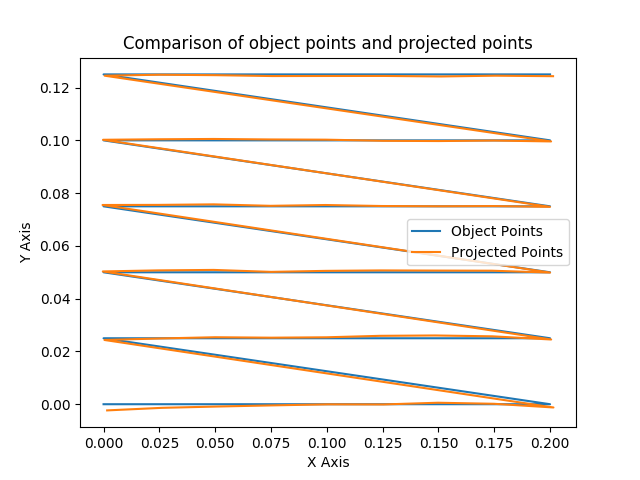 Comparison of object points and projected points
Y Axis
0.12
0.10
0.08
0.06
0.04
0.02
0.00
Object Points
Projected Points
0.000 0.025 0.050 0.075 0.100 0.125 0.150 0.175 0.200
X Axis